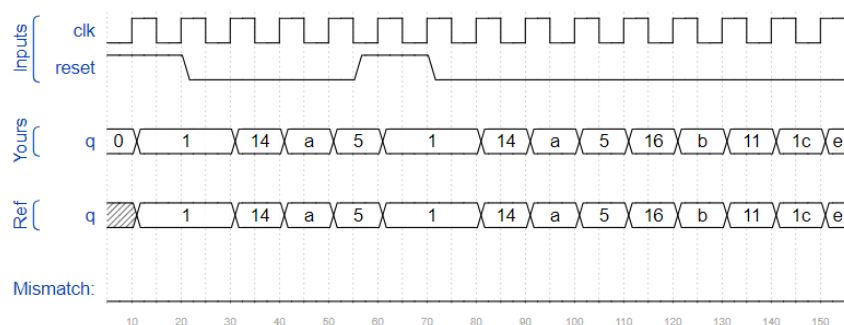 Inputs
clk
reset
Yours
q 0 1 14 a 5 1 14 a 5 16 b 11 1c e
Ref
q 1 14 a 5 1 14 a 5 16 b 11 1c e
Mismatch:
10 20 30 40 50 60 70 80 90 100 110 120 130 140 150